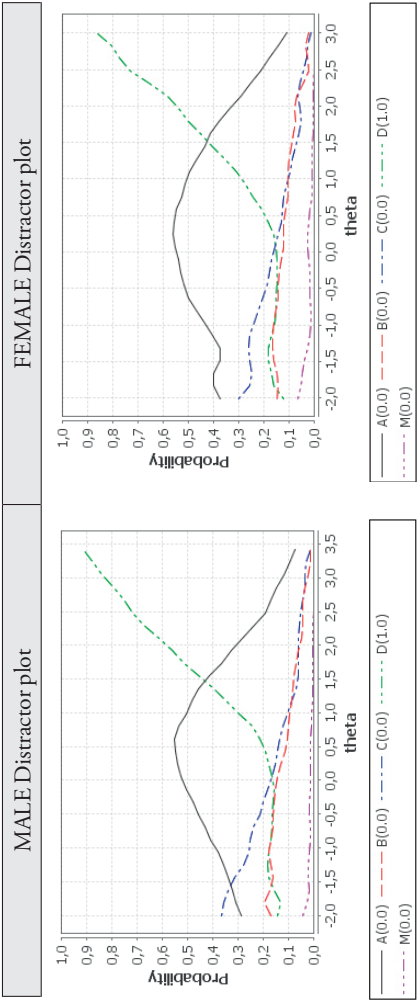 MALE Distractor plot
FEMALE Distractor plot
Probability
1,0
0,9
0,8
0,7
0,6
0,5
0,4
0,3
0,2
0,1
0,0
-2,0 -1,5 -1,0 -0,5 0,0 0,5 1,0 1,5 2,0 2,5 3,0 3,5
theta
A(0.0) B(0.0) C(0.0) D(1.0)
M(0.0)
Probability
1,0
0,9
0,8
0,7
0,6
0,5
0,4
0,3
0,2
0,1
0,0
-2,0 -1,5 -1,0 -0,5 0,0 0,5 1,0 1,5 2,0 2,5 3,0
theta
A(0.0) B(0.0) C(0.0) D(1.0)
M(0.0)